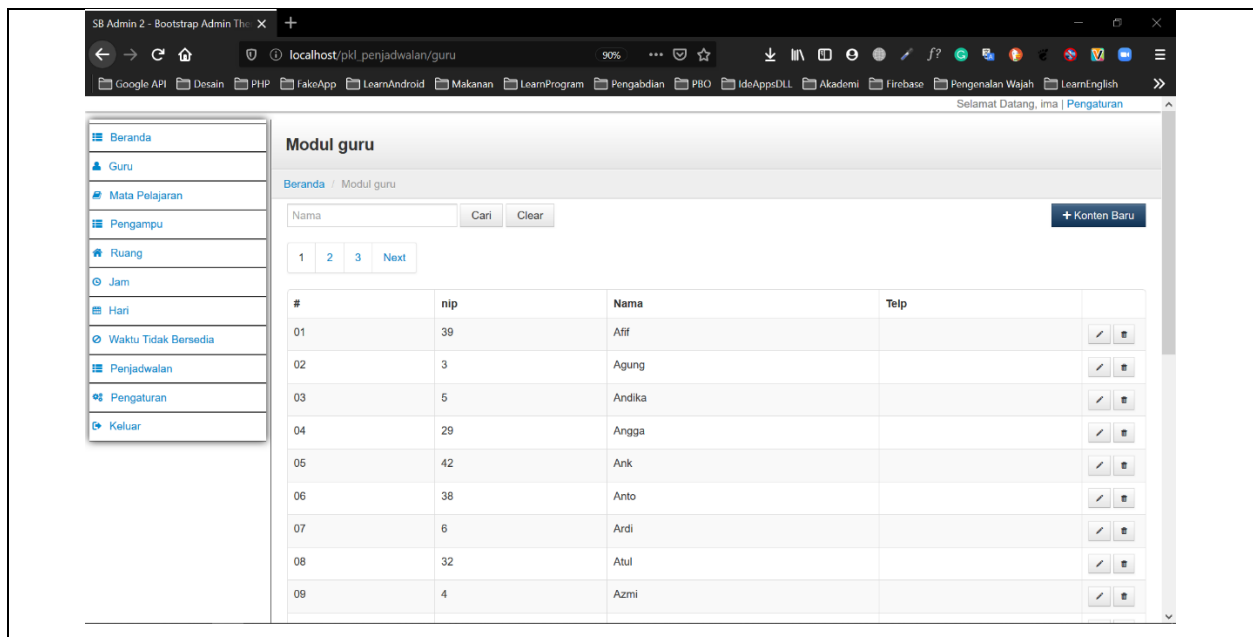 SB Admin 2 - Bootstrap Admin The
localhost/pkl_penjadwalan/guru 90%
Google API Desain PHP FakeApp LearnAndroid Makanan LearnProgram Pengabdian PBO IdeAppsDLL Akademi Firebase Pengenalan Wajah LearnEnglish
Selamat Datang, ima | Pengaturan
Beranda
Guru
Mata Pelajaran
Pengampu
Ruang
Jam
Hari
Waktu Tidak Bersedia
Penjadwalan
Pengaturan
Keluar
Modul guru
Beranda / Modul guru
Nama Cari Clear + Konten Baru
1 2 3 Next
# nip Nama Telp
01 39 Afif
02 3 Agung
03 5 Andika
04 29 Angga
05 42 Ank
06 38 Anto
07 6 Ardi
08 32 Atul
09 4 Azmi